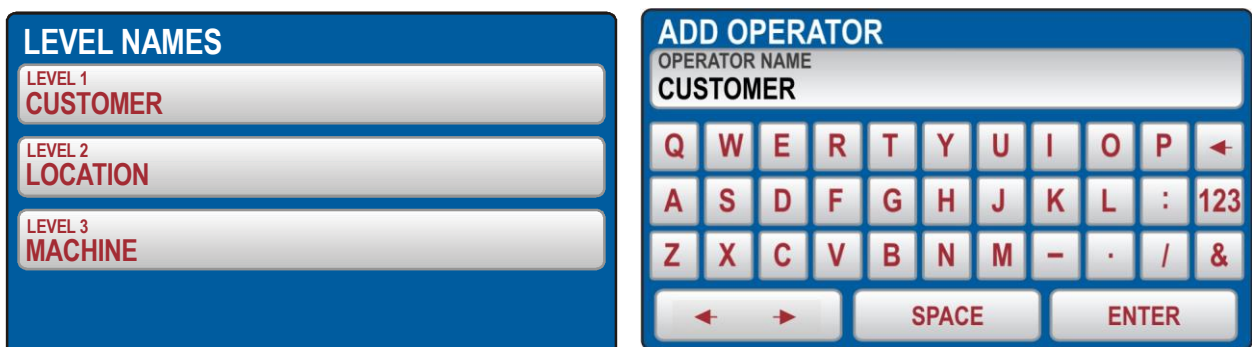 LEVEL NAMES
LEVEL 1
CUSTOMER
LEVEL 2
LOCATION
LEVEL 3
MACHINE
ADD OPERATOR
OPERATOR NAME
CUSTOMER
Q W E R T Y U I O P
A S D F G H J K L : 123
Z X C V B N M – . / &
SPACE ENTER